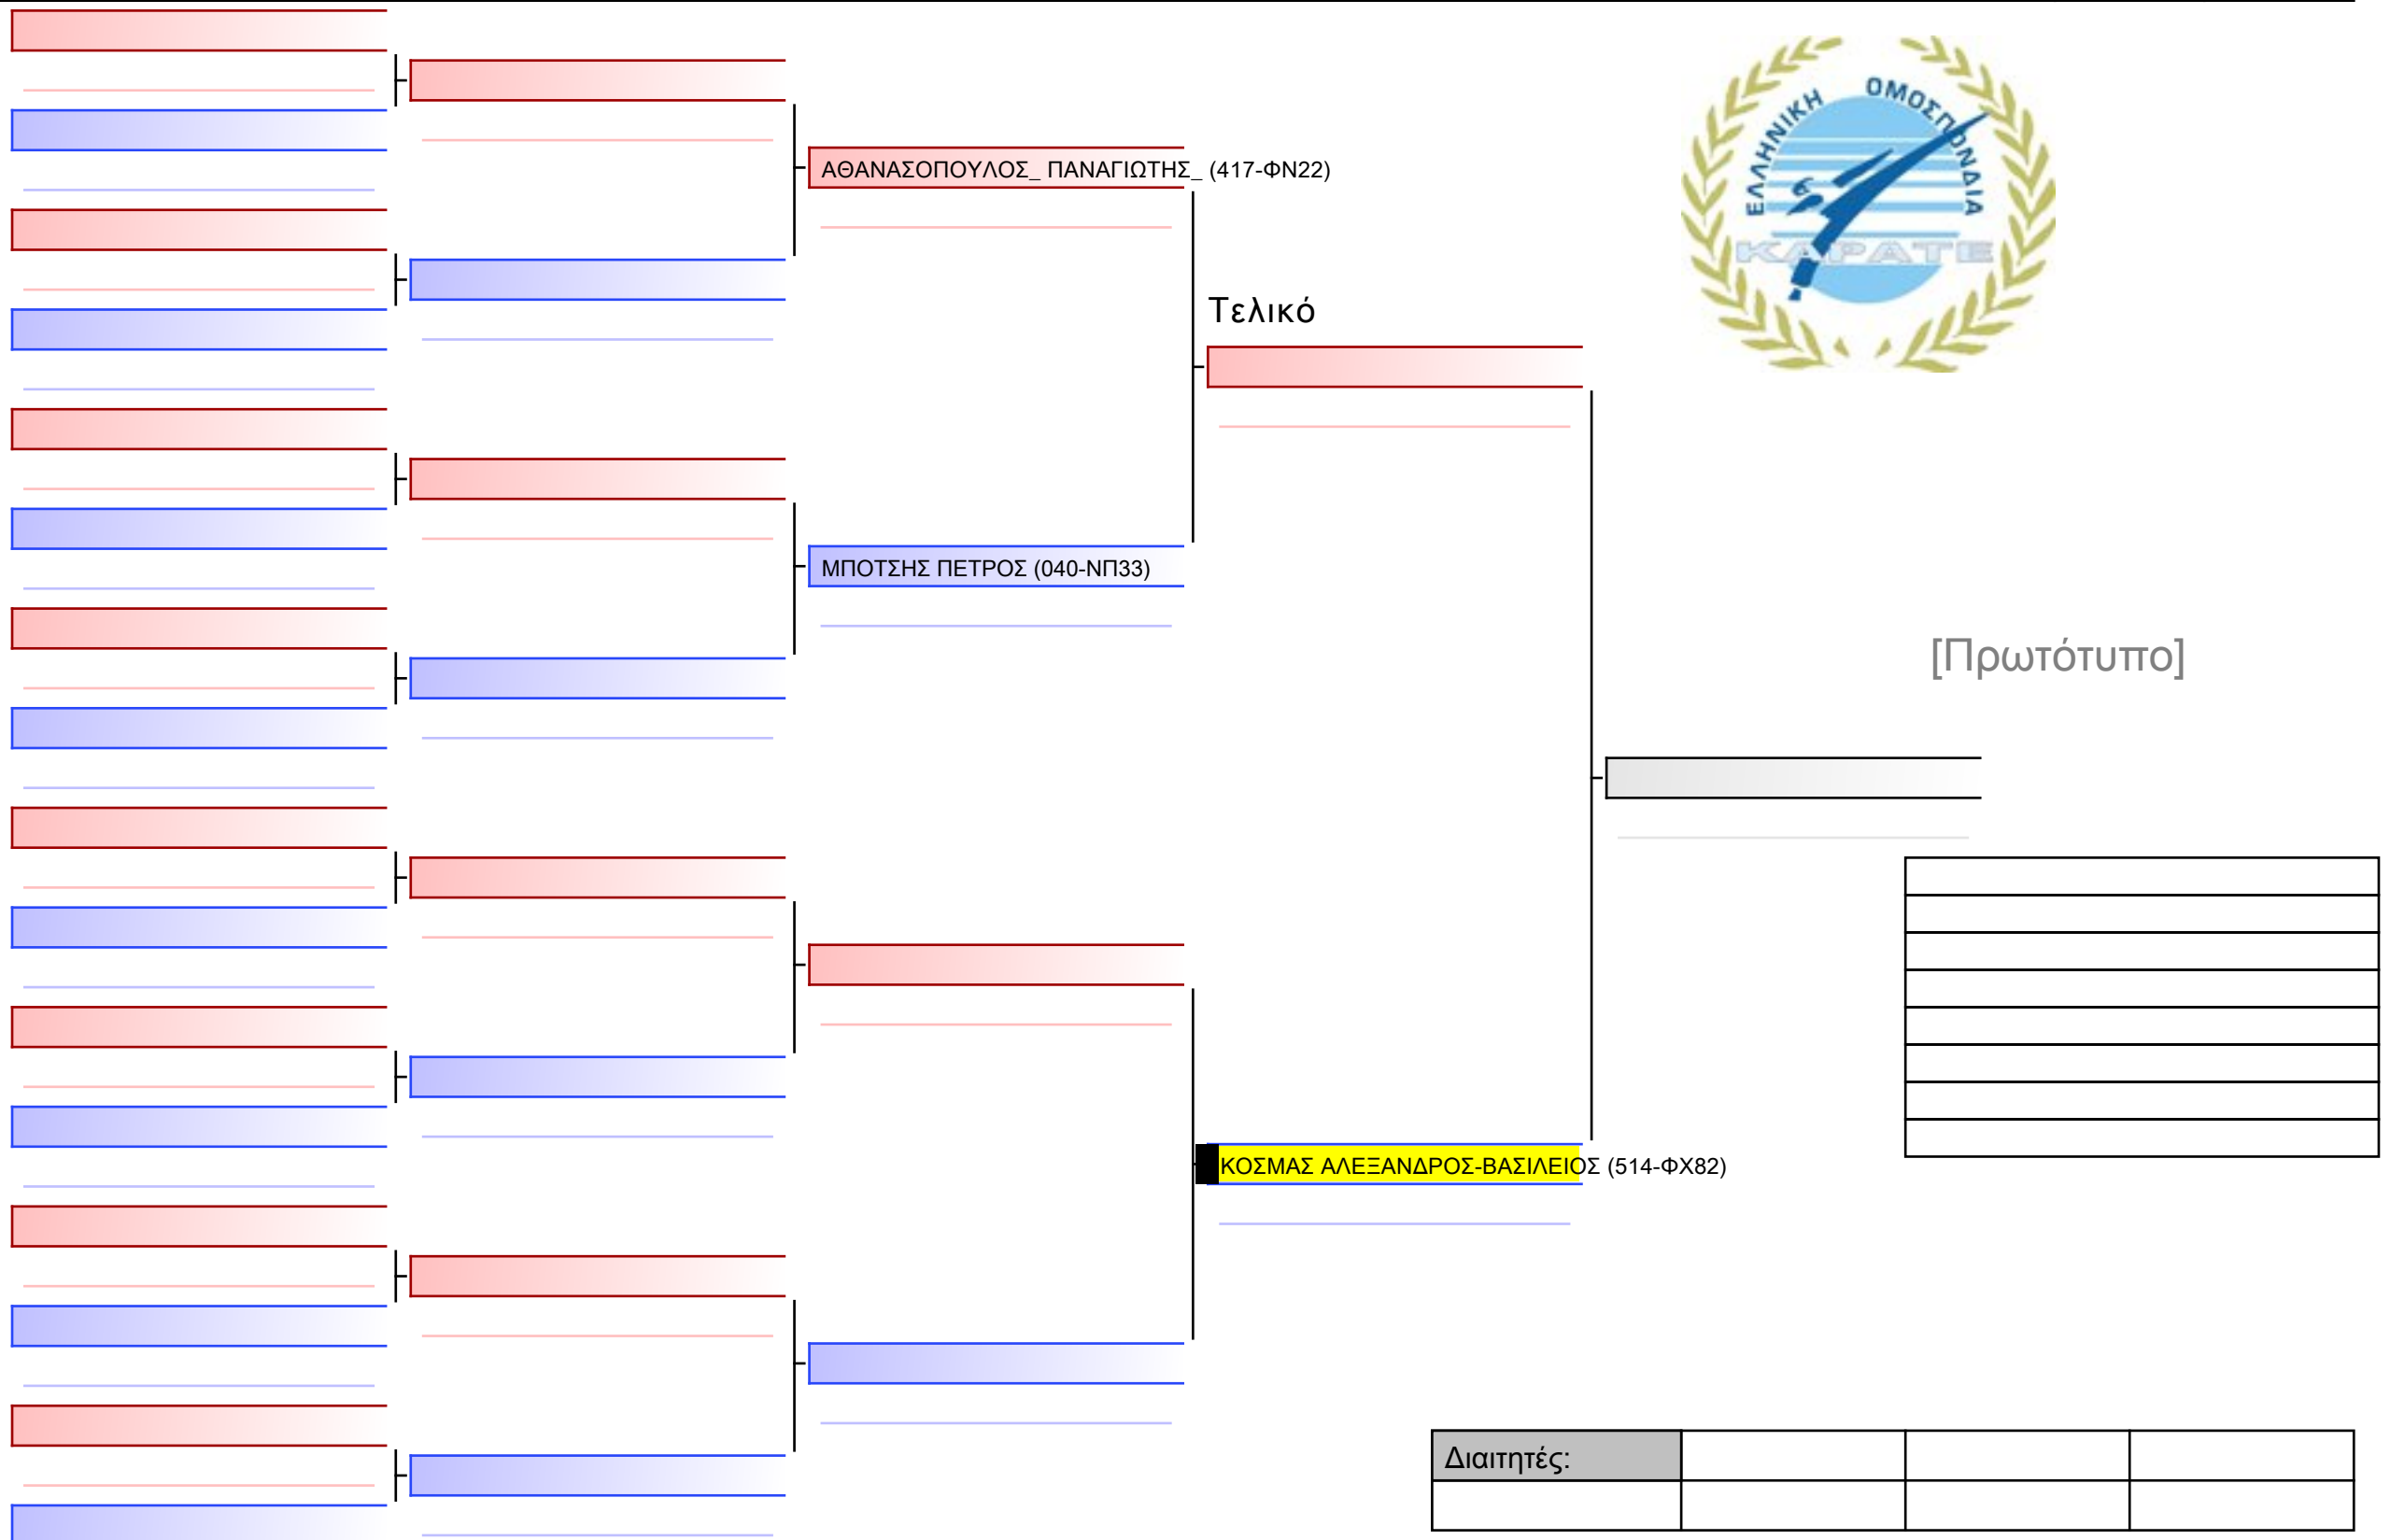 ΕΛΛΗΝΙΚΗ ΟΜΟΣΠΟΝΔΙΑ
ΚΑΡΑΤΕ
ΑΘΑΝΑΣΟΠΟΥΛΟΣ_ ΠΑΝΑΓΙΩΤΗΣ_ (417-ΦΝ22)
Τελικό
ΜΠΟΤΣΗΣ ΠΕΤΡΟΣ (040-ΝΠ33)
[Πρωτότυπο]
ΚΟΣΜΑΣ ΑΛΕΞΑΝΔΡΟΣ-ΒΑΣΙΛΕΙΟΣ (514-ΦΧ82)
Διαιτητές: